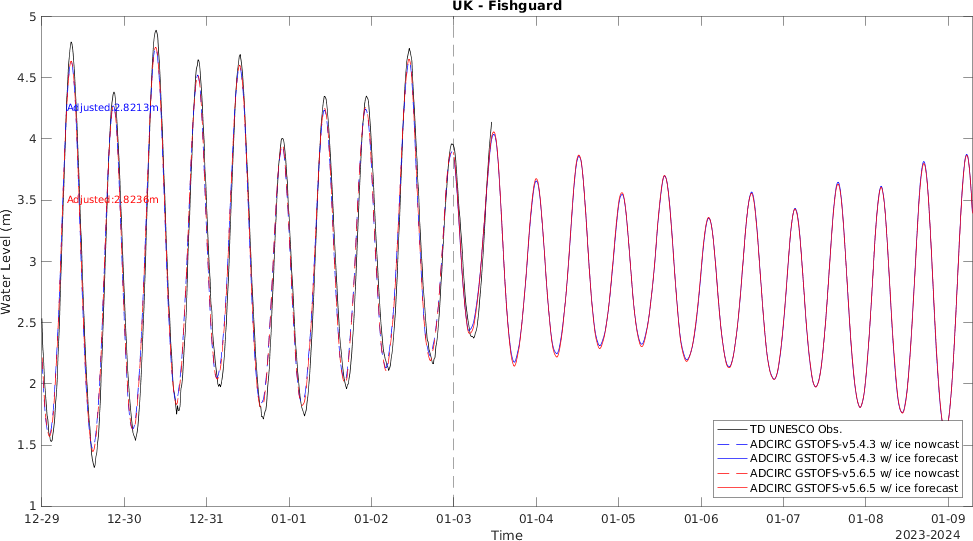 UK - Fishguard
5
4.5
4
3.5
3
2.5
2
1.5
1
Water Level (m)
Adjusted:2.8213m
Adjusted:2.8236m
TD UNESCO Obs.
ADCIRC GSTOFS-v5.4.3 w/ ice nowcast
ADCIRC GSTOFS-v5.4.3 w/ ice forecast
ADCIRC GSTOFS-v5.6.5 w/ ice nowcast
ADCIRC GSTOFS-v5.6.5 w/ ice forecast
12-29 12-30 12-31 01-01 01-02 01-03 01-04 01-05 01-06 01-07 01-08 01-09
Time
2023-2024